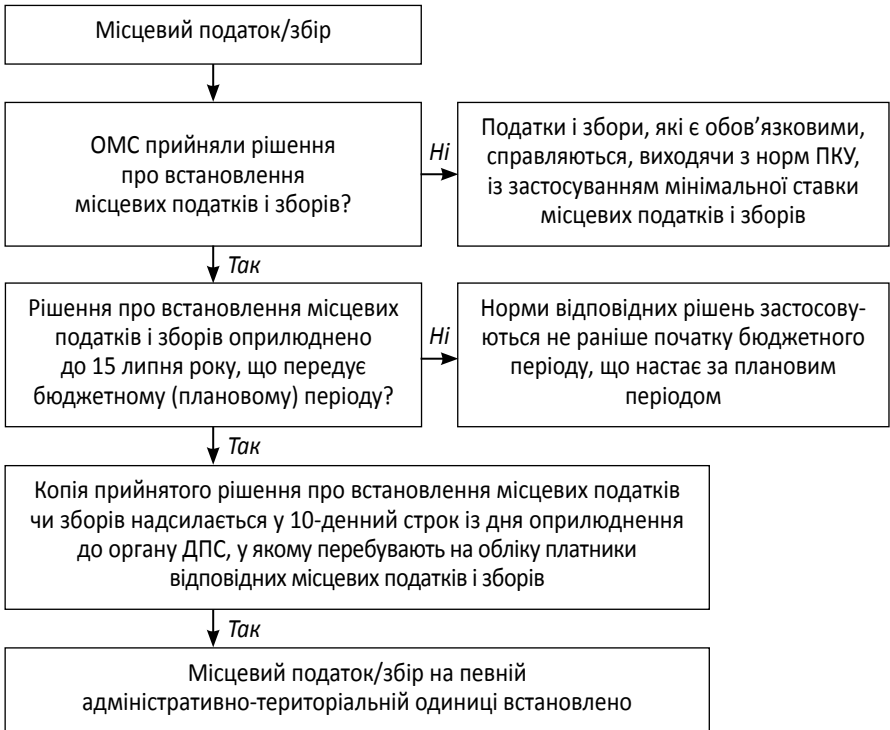 Місцевий податок/збір
ОМС прийняли рішення
про встановлення
місцевих податків і зборів?
Ні
Податки і збори, які є обов’язковими,
справляються, виходячи з норм ПКУ,
із застосуванням мінімальної ставки
місцевих податків і зборів
Так
Рішення про встановлення місцевих
податків і зборів оприлюднено
до 15 липня року, що передує
бюджетному (плановому) періоду?
Ні
Норми відповідних рішень застосову-
ються не раніше початку бюджетного
періоду, що настає за плановим
періодом
Так
Копія прийнятого рішення про встановлення місцевих податків
чи зборів надсилається у 10-денний строк із дня оприлюднення
до органу ДПС, у якому перебувають на обліку платники
відповідних місцевих податків і зборів
Так
Місцевий податок/збір на певній
адміністративно-територіальній одиниці встановлено